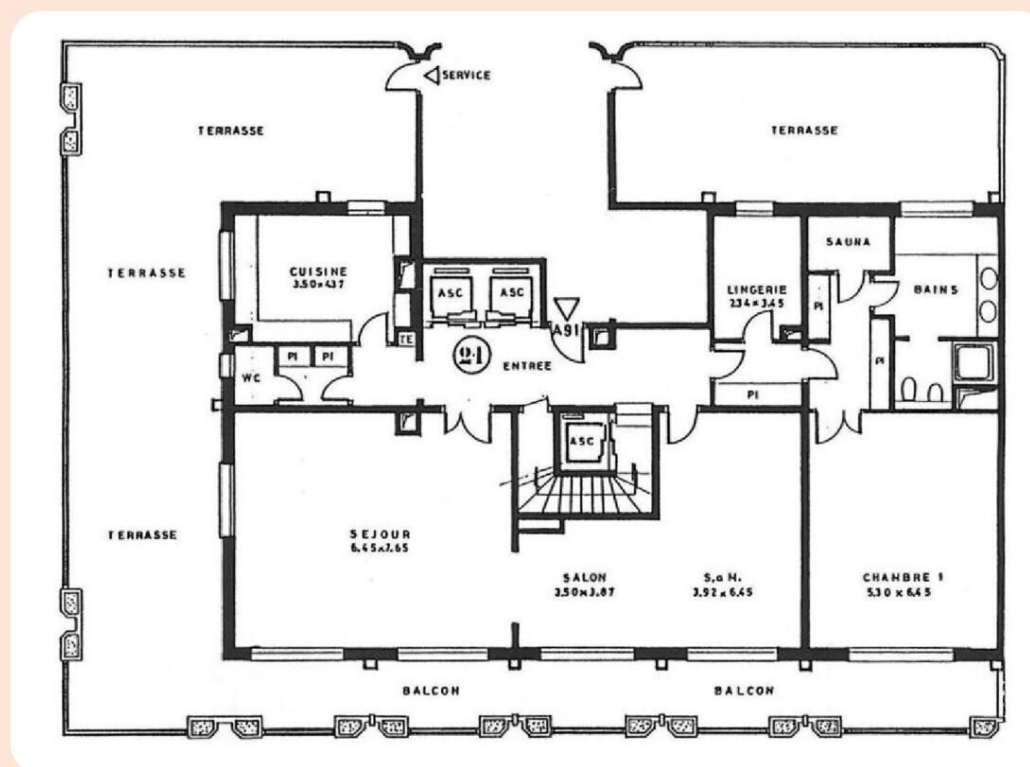 SERVICE
TERRASSE
TERRASSE
SAUNA
TERRASSE
CUISINE
3.50×4.37
ASC
ASC
LINGERIE
2.34×3.45
PI
BAINS
A91
TE
21
ENTREE
WC
PI
PI
PI
PI
ASC
TERRASSE
SEJOUR
6.45×7.65
SALON
3.50×3.87
S.a M.
3.92×6.45
CHAMBRE 1
5.30×6.45
BALCON
BALCON